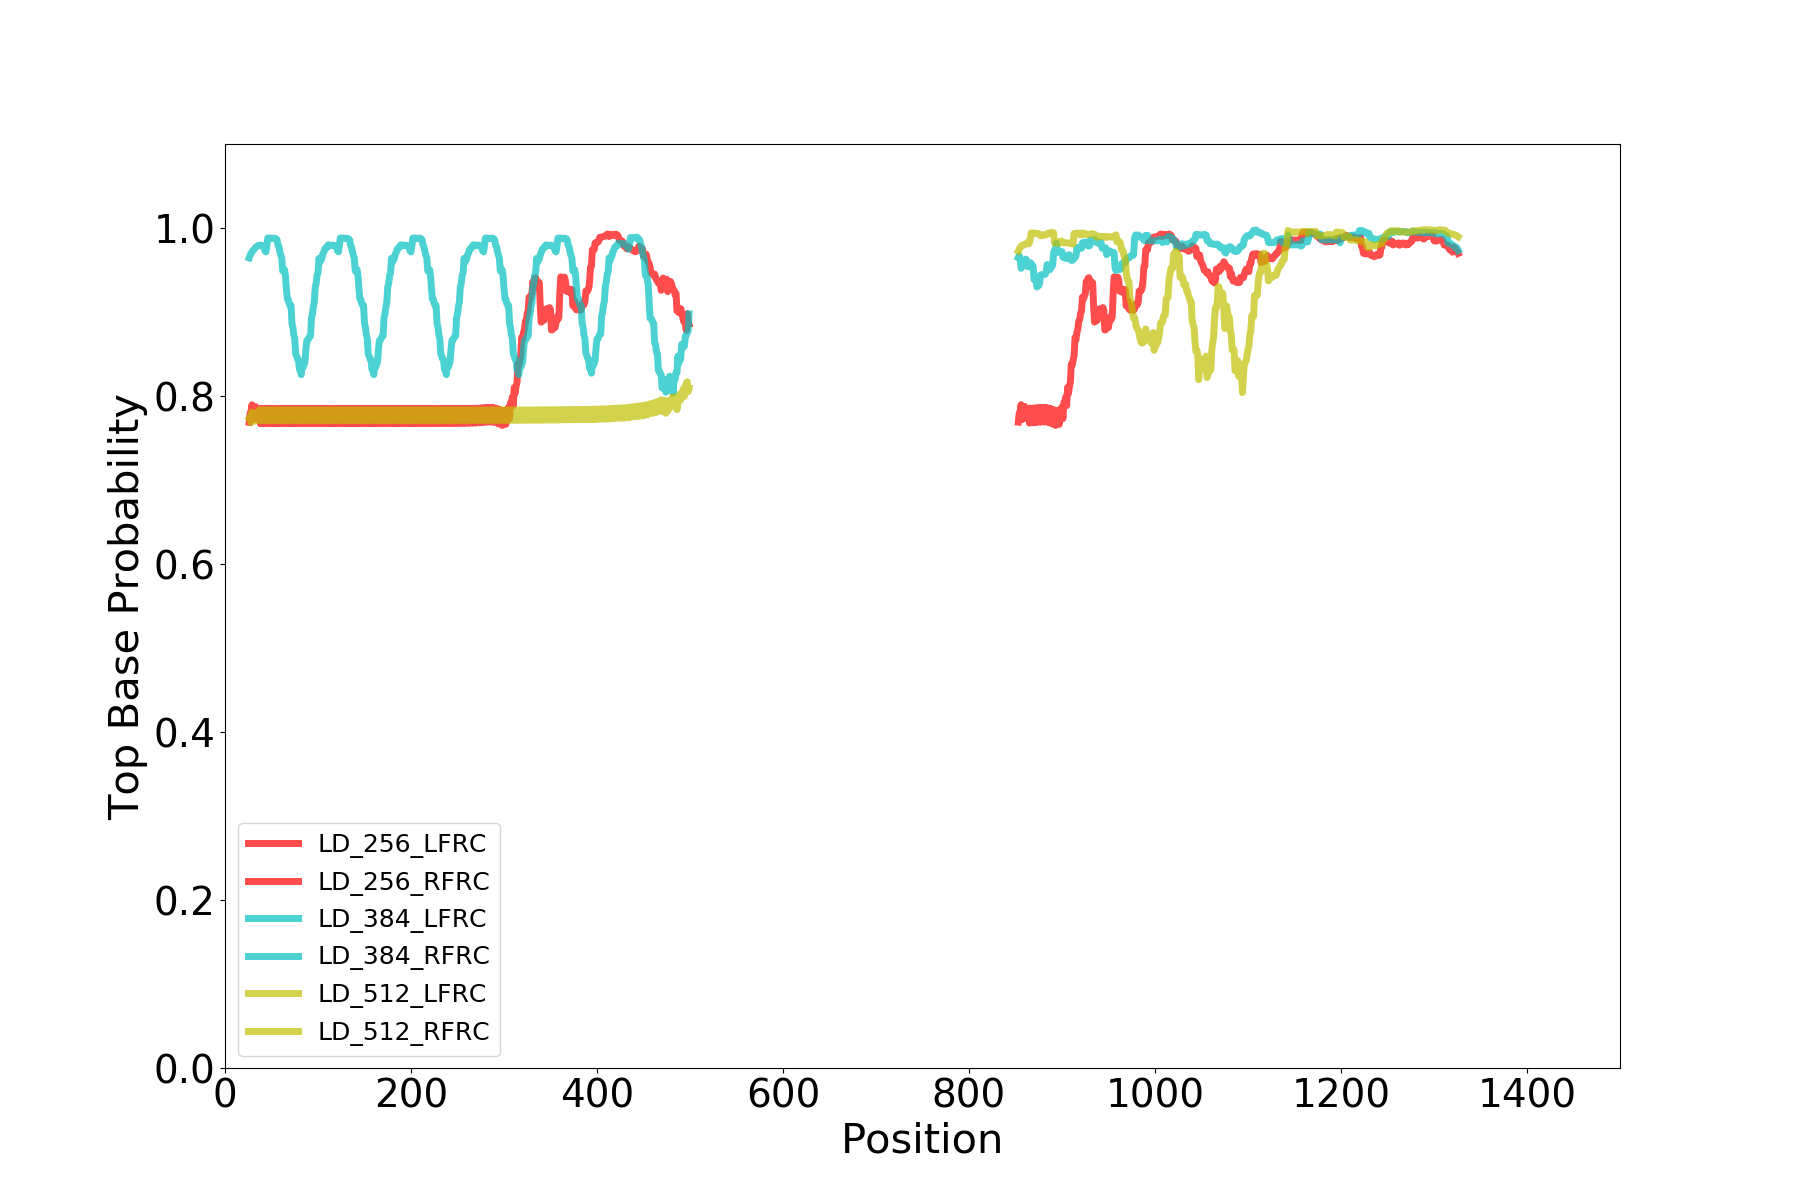 1.0
0.8
0.6
0.4
0.2
0.0
Top Base Probability
LD_256_LFRC
LD_256_RFRC
LD_384_LFRC
LD_384_RFRC
LD_512_LFRC
LD_512_RFRC
0 200 400 600 800 1000 1200 1400
Position